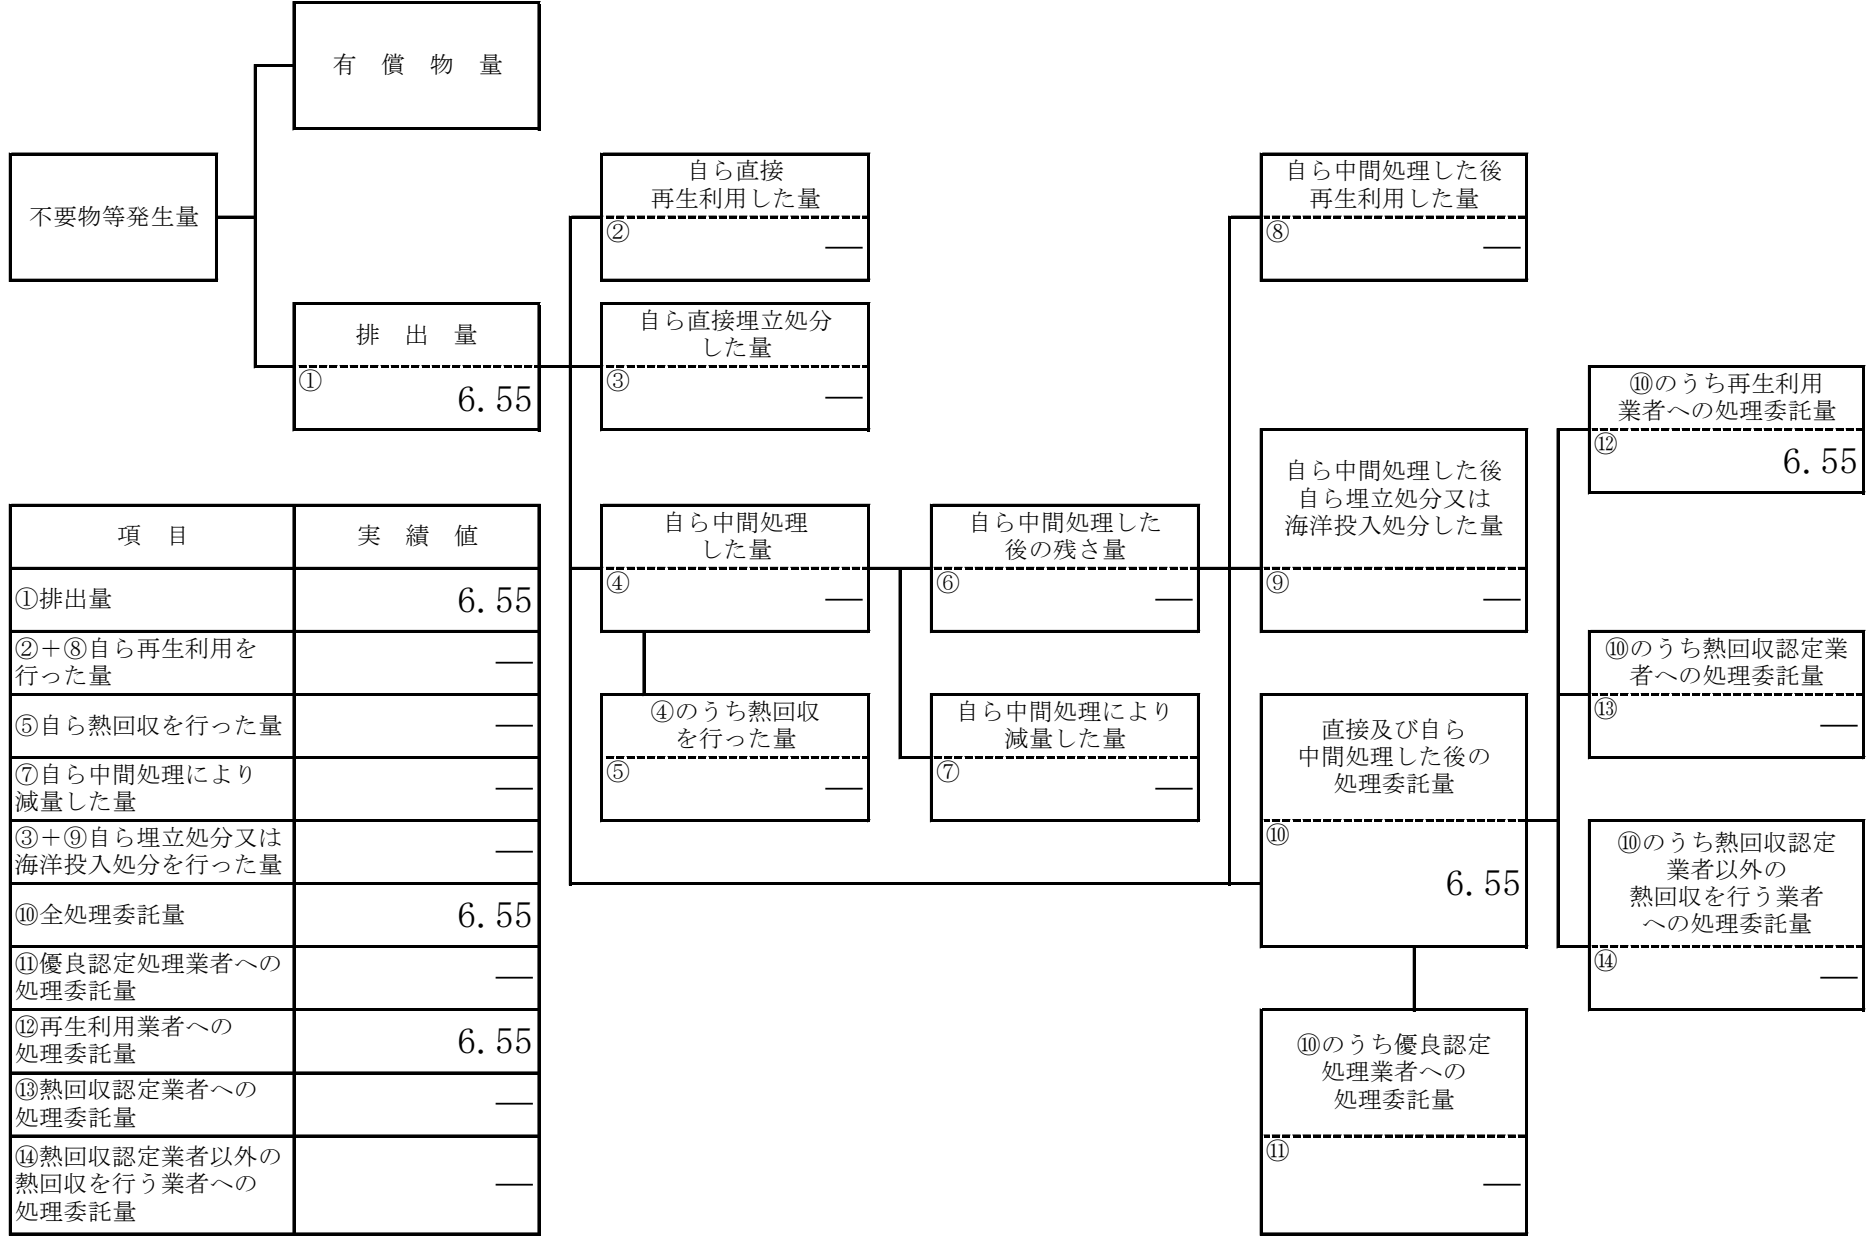 有　償　物　量
不要物等発生量
排　出　量
①
6.55
自ら直接
再生利用した量
②
—
自ら直接埋立処分
した量
③
—
自ら中間処理
した量
④
—
④のうち熱回収
を行った量
⑤
—
自ら中間処理した
後の残さ量
⑥
—
自ら中間処理により
減量した量
⑦
—
自ら中間処理した後
再生利用した量
⑧
—
自ら中間処理した後
自ら埋立処分又は
海洋投入処分した量
⑨
—
直接及び自ら
中間処理した後の
処理委託量
⑩
6.55
⑩のうち優良認定
処理業者への
処理委託量
⑪
—
⑩のうち再生利用
業者への処理委託量
⑫
6.55
⑩のうち熱回収認定業
者への処理委託量
⑬
—
⑩のうち熱回収認定
業者以外の
熱回収を行う業者
への処理委託量
⑭
—
項　目　実　績　値
①排出量　6.55
②＋⑧自ら再生利用を
行った量　—
⑤自ら熱回収を行った量　—
⑦自ら中間処理により
減量した量　—
③＋⑨自ら埋立処分又は
海洋投入処分を行った量　—
⑩全処理委託量　6.55
⑪優良認定処理業者への
処理委託量　—
⑫再生利用業者への
処理委託量　6.55
⑬熱回収認定業者への
処理委託量　—
⑭熱回収認定業者以外の
熱回収を行う業者への
処理委託量　—